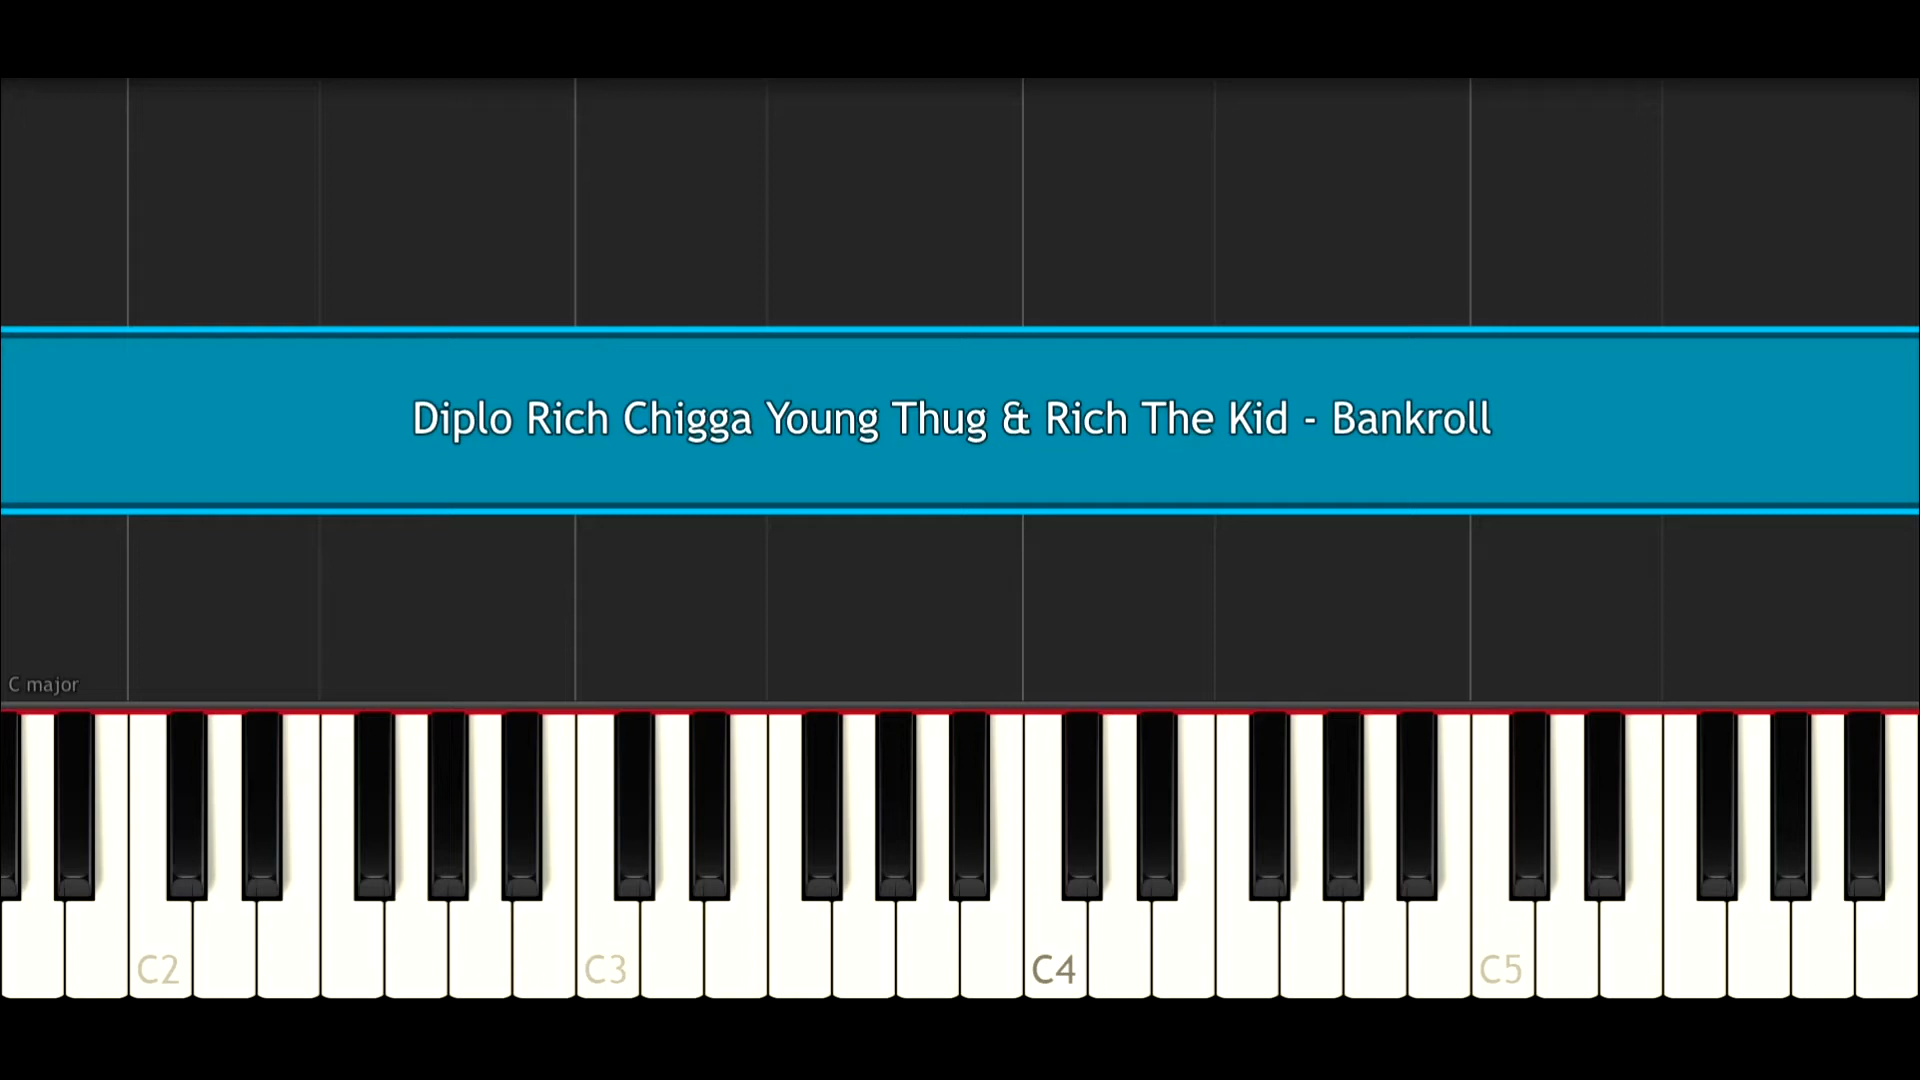 Diplo Rich Chigga Young Thug & Rich The Kid - Bankroll
C major
C2 C3 C4 C5